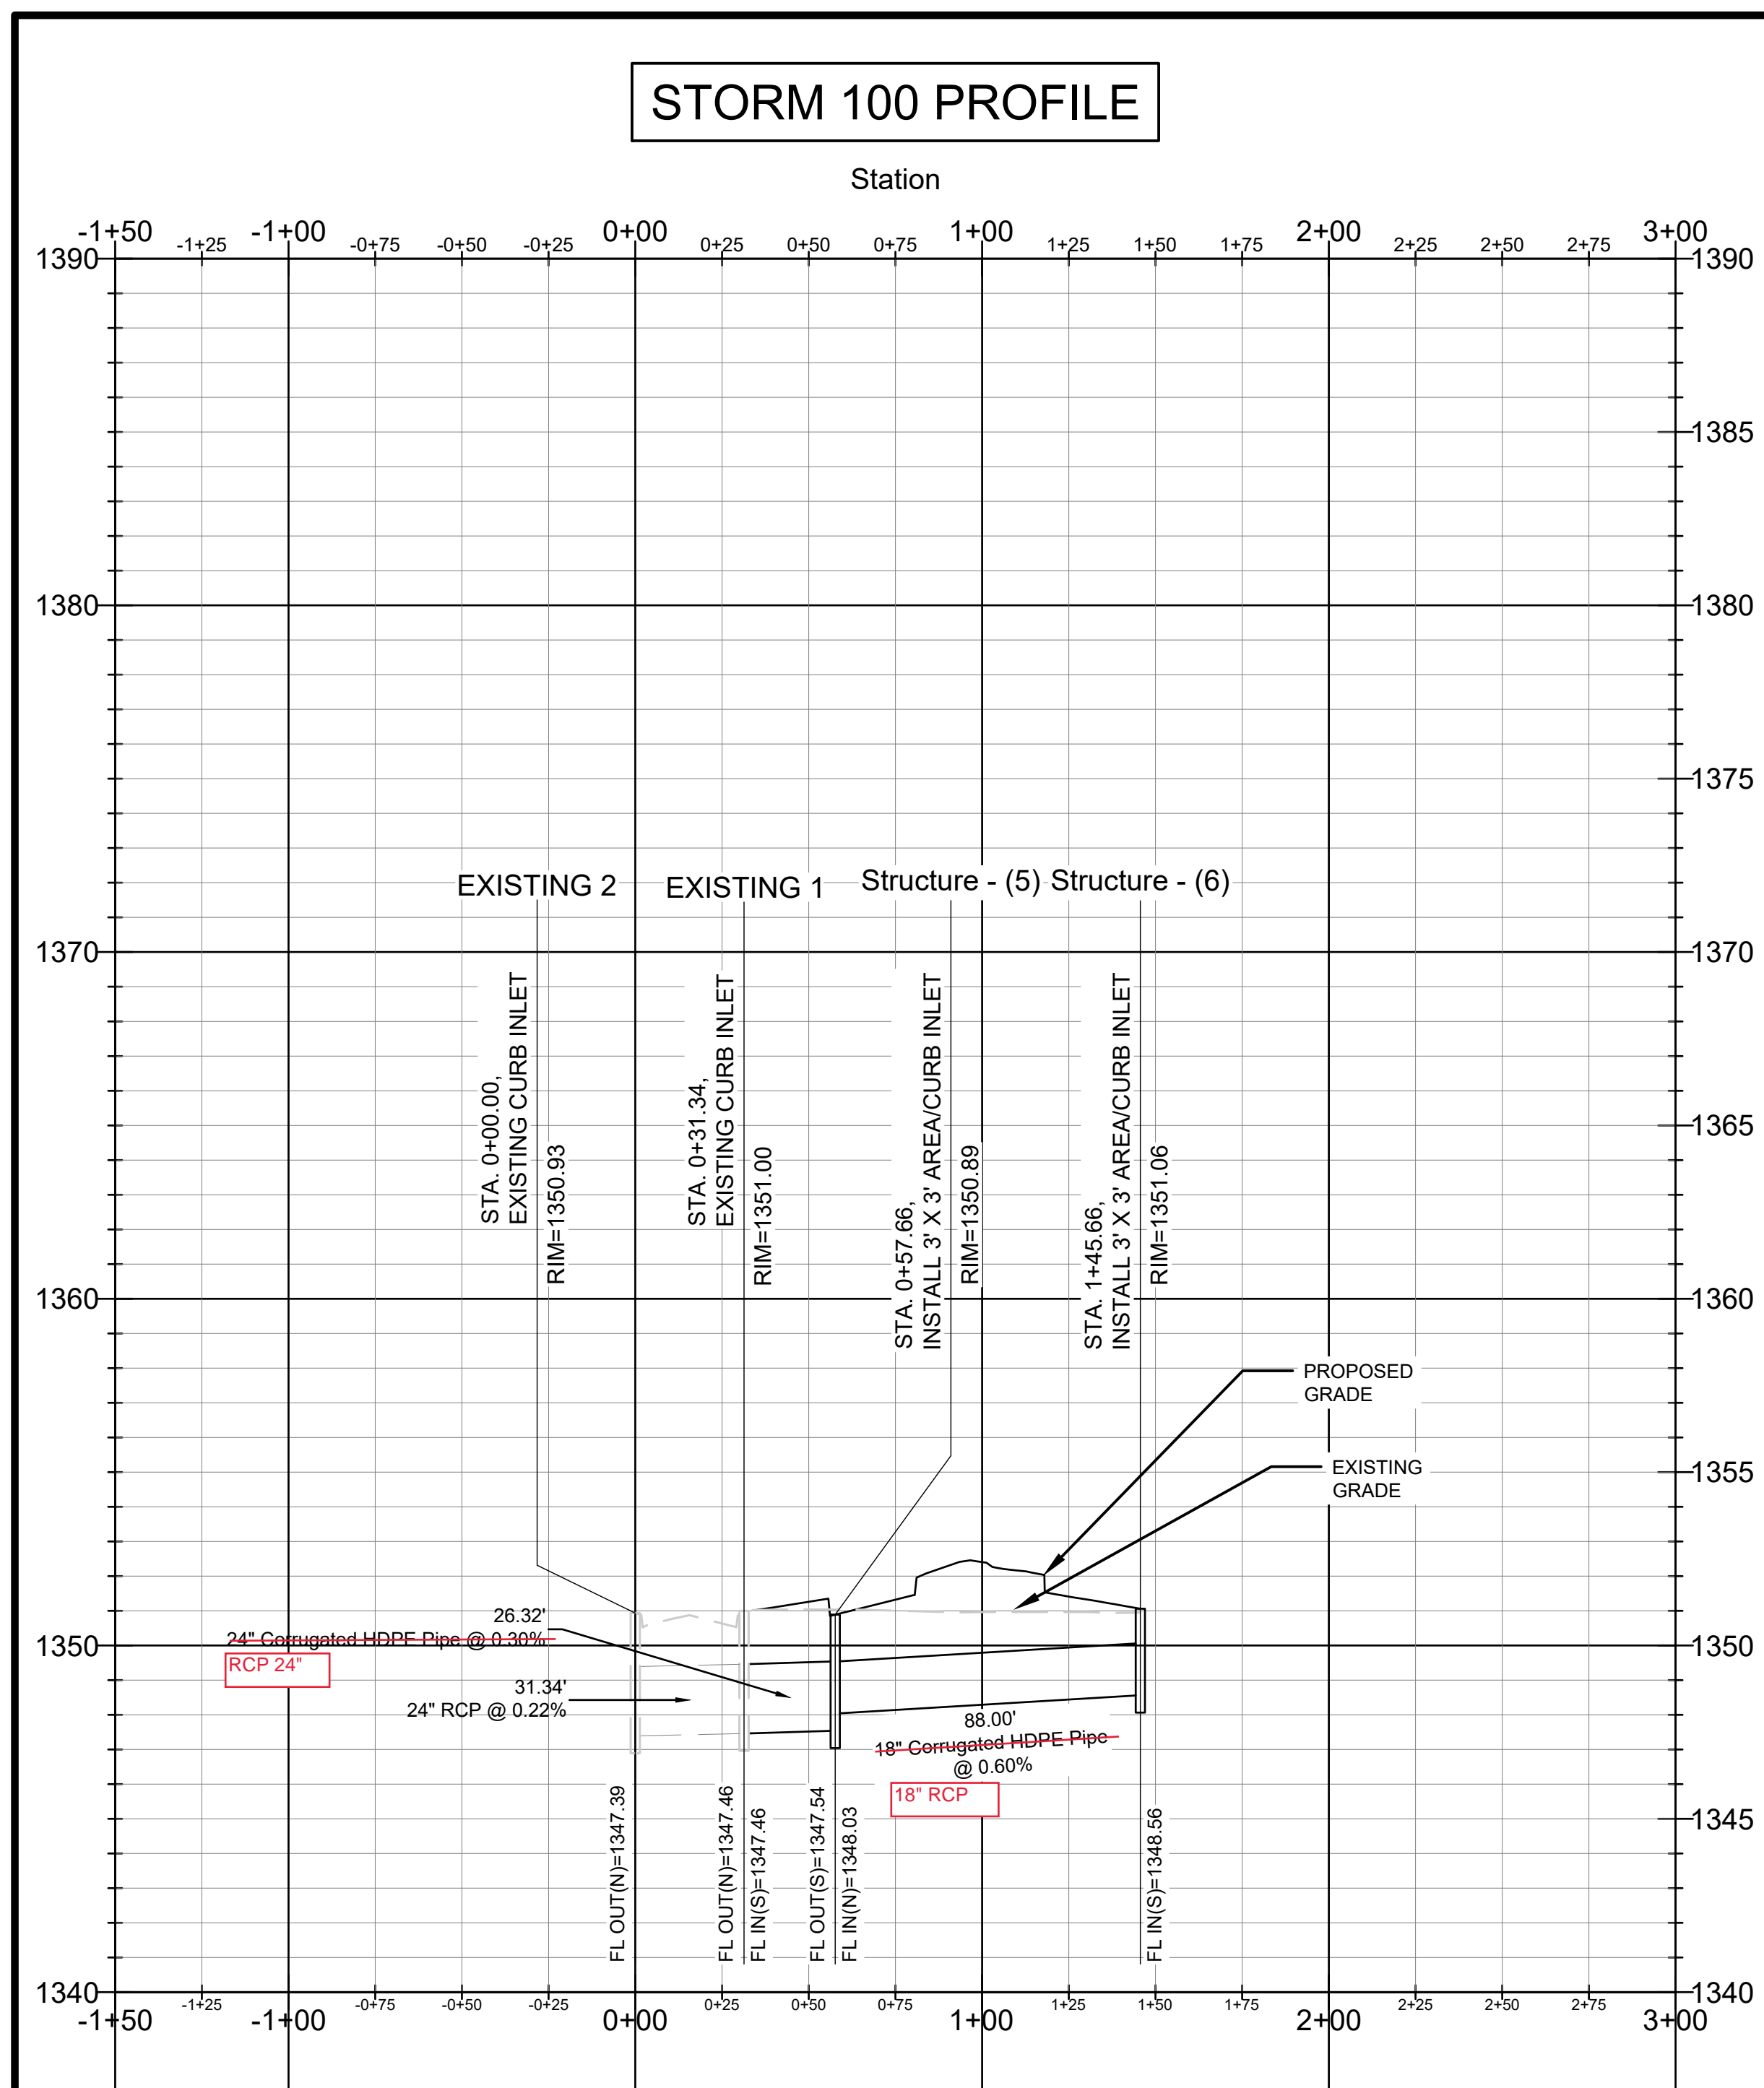 STORM 100 PROFILE
Station
-1+50 -1+25 -1+00 -0+75 -0+50 -0+25 0+00 0+25 0+50 0+75 1+00 1+25 1+50 1+75 2+00 2+25 2+50 2+75 3+00
1390 1390
1385
1380 1380
1375
EXISTING 2 EXISTING 1 Structure - (5) Structure - (6)
1370 1370
STA. 0+00.00,
EXISTING CURB INLET
RIM=1350.93
STA. 0+31.34,
EXISTING CURB INLET
RIM=1351.00
STA. 0+57.66,
INSTALL 3' X 3' AREA/CURB INLET
RIM=1350.89
STA. 1+45.66,
INSTALL 3' X 3' AREA/CURB INLET
RIM=1351.06
1365
1360 1360
PROPOSED
GRADE
1355
EXISTING
GRADE
26.32'
24" Corrugated HDPE Pipe @ 0.30%
RCP 24"
1350 1350
31.34'
24" RCP @ 0.22%
88.00'
18" Corrugated HDPE Pipe
@ 0.60%
18" RCP
1345
FL OUT(N)=1347.39
FL OUT(N)=1347.46
FL IN(S)=1347.46
FL OUT(S)=1347.54
FL IN(N)=1348.03
FL IN(S)=1348.56
1340 1340
-1+50 -1+25 -1+00 -0+75 -0+50 -0+25 0+00 0+25 0+50 0+75 1+00 1+25 1+50 1+75 2+00 2+25 2+50 2+75 3+00